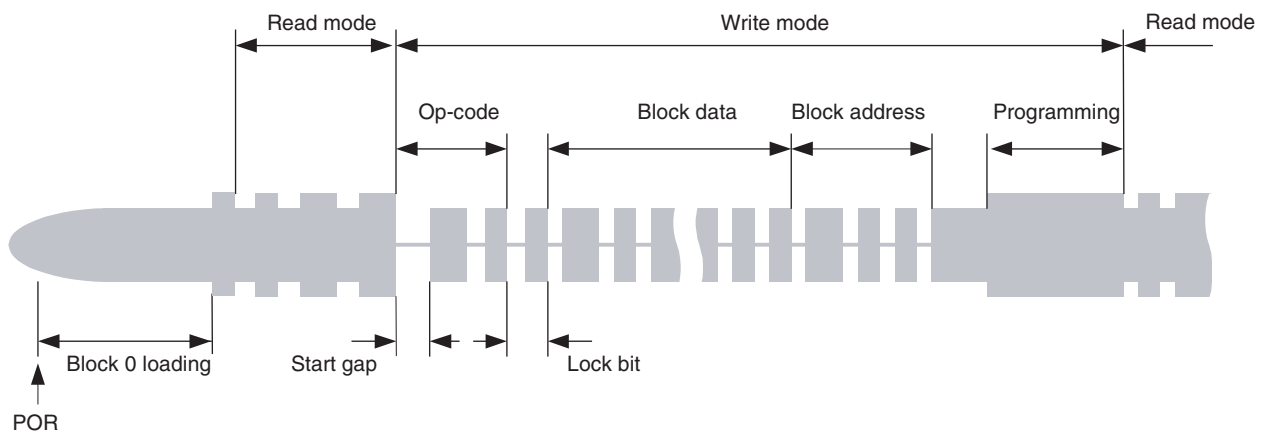 Read mode
Write mode
Read mode
Op-code
Block data
Block address
Programming
Block 0 loading
Start gap
Lock bit
POR